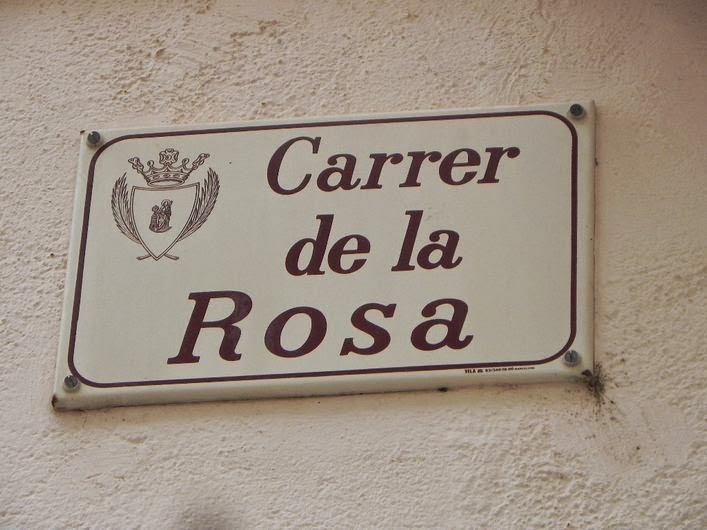 Carrer
de la
Rosa